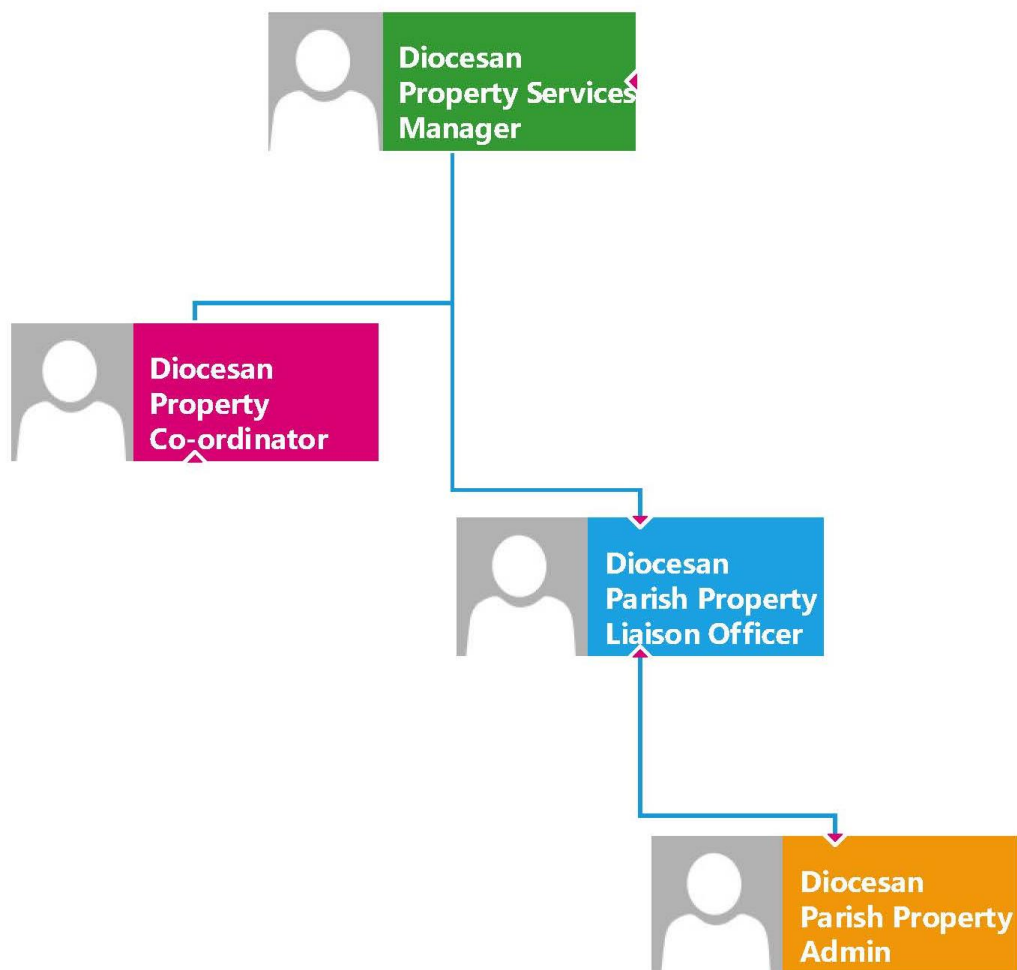 Diocesan
Property Services
Manager
Diocesan
Property
Co-ordinator
Diocesan
Parish Property
Liaison Officer
Diocesan
Parish Property
Admin